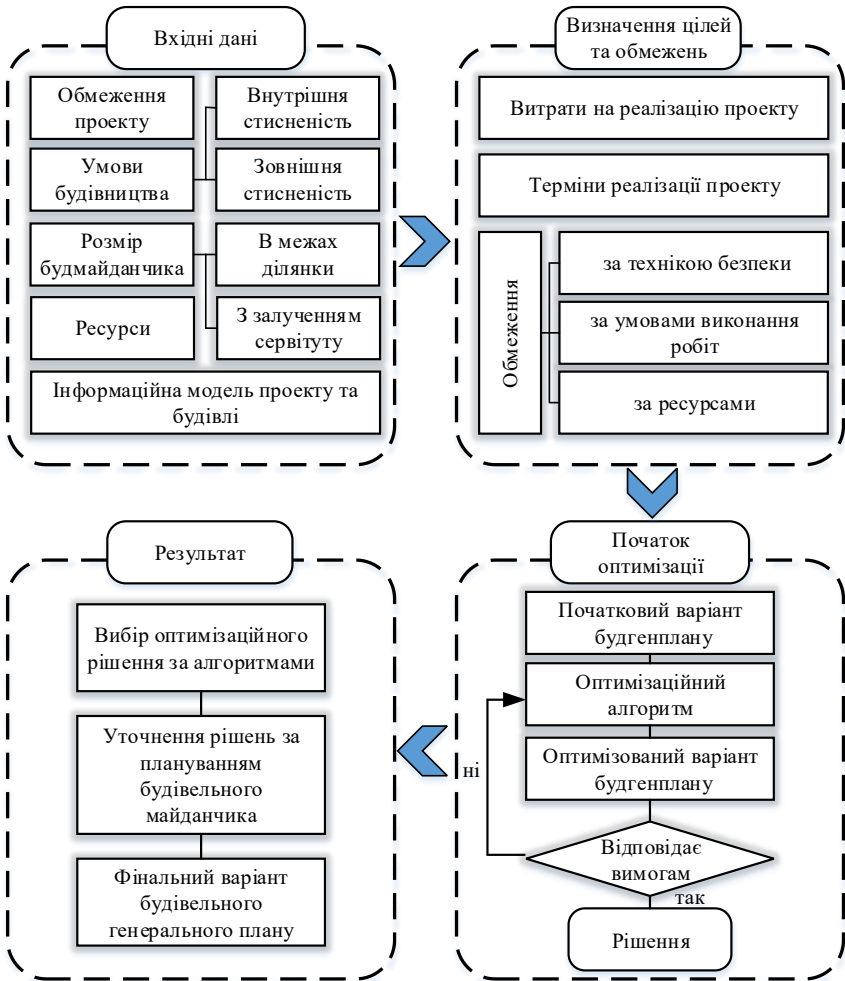 Вхідні дані
Обмеження
проекту
Внутрішня
стисненість
Умови
будівництва
Зовнішня
стисненість
Розмір
будмайданчика
В межах
ділянки
Ресурси
З залученням
сервітуту
Інформаційна модель проекту та
будівлі
Визначення цілей
та обмежень
Витрати на реалізацію проекту
Терміни реалізації проекту
Обмеження
за технікою безпеки
за умовами виконання
робіт
за ресурсами
Початок
оптимізації
Початковий варіант
будгенплану
Оптимізаційний
алгоритм
Оптимізований варіант
будгенплану
ні
Відповідає
вимогам
так
Рішення
Результат
Вибір оптимізаційного
рішення за алгоритмами
Уточнення рішень за
плануванням
будівельного
майданчика
Фінальний варіант
будівельного
генерального плану